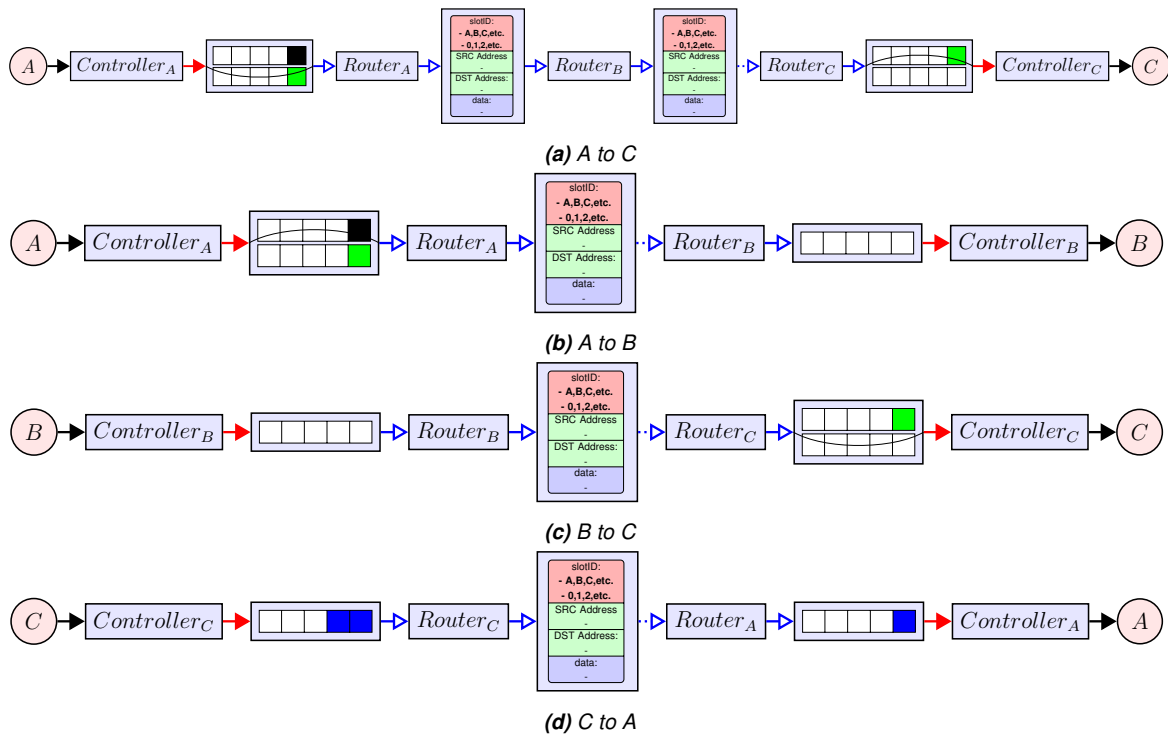 A
Controller_A
Router_A
slotID:
- A,B,C,etc.
- 0,1,2,etc.
SRC Address
-
DST Address:
-
data:
-
Router_B
slotID:
- A,B,C,etc.
- 0,1,2,etc.
SRC Address
-
DST Address:
-
data:
-
Router_C
Controller_C
C
(a) A to C
A
Controller_A
Router_A
slotID:
- A,B,C,etc.
- 0,1,2,etc.
SRC Address
-
DST Address:
-
data:
-
Router_B
Controller_B
B
(b) A to B
B
Controller_B
Router_B
slotID:
- A,B,C,etc.
- 0,1,2,etc.
SRC Address
-
DST Address:
-
data:
-
Router_C
Controller_C
C
(c) B to C
C
Controller_C
Router_C
slotID:
- A,B,C,etc.
- 0,1,2,etc.
SRC Address
-
DST Address:
-
data:
-
Router_A
Controller_A
A
(d) C to A